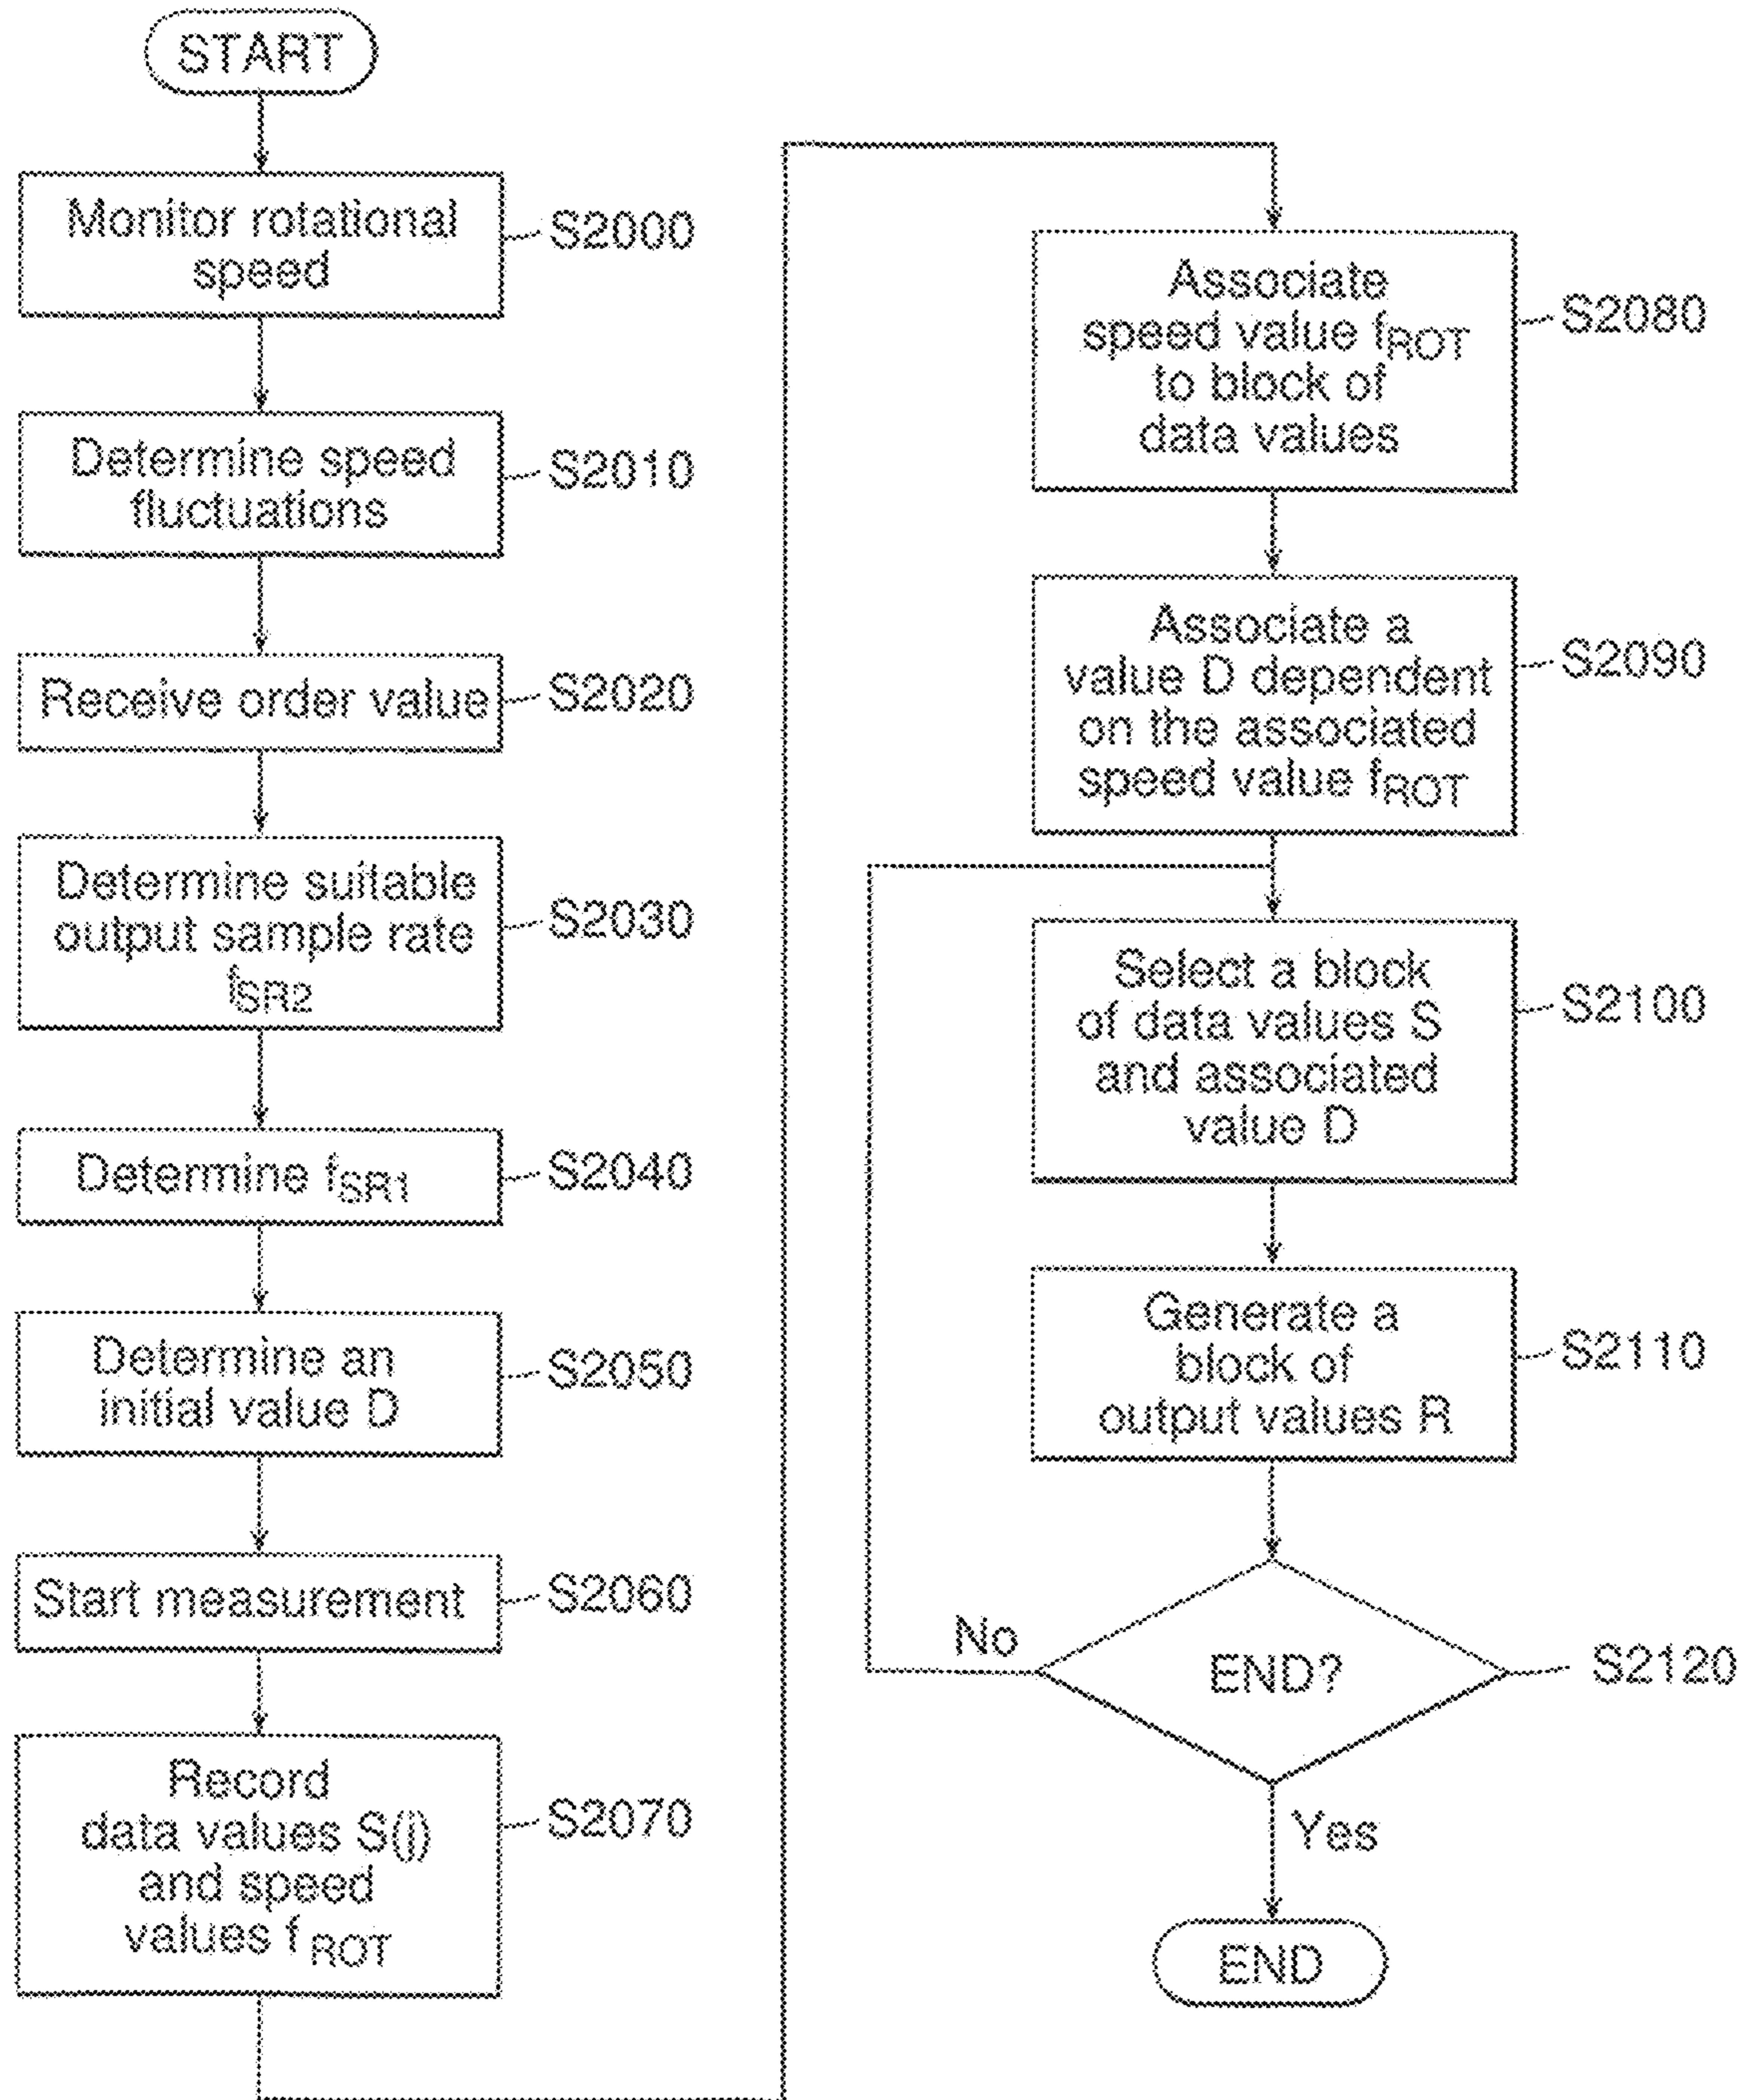 START
Monitor rotational
speed
S2000
Determine speed
fluctuations
S2010
Receive order value
S2020
Determine suitable
output sample rate
fSR2
S2030
Determine fSR1
S2040
Determine an
initial value D
S2050
Start measurement
S2060
Record
data values S(j)
and speed
values f ROT
S2070
Associate
speed value fROT
to block of
data values
S2080
Associate a
value D dependent
on the associated
speed value fROT
S2090
Select a block
of data values S
and associated
value D
S2100
Generate a
block of
output values R
S2110
No
END?
S2120
Yes
END